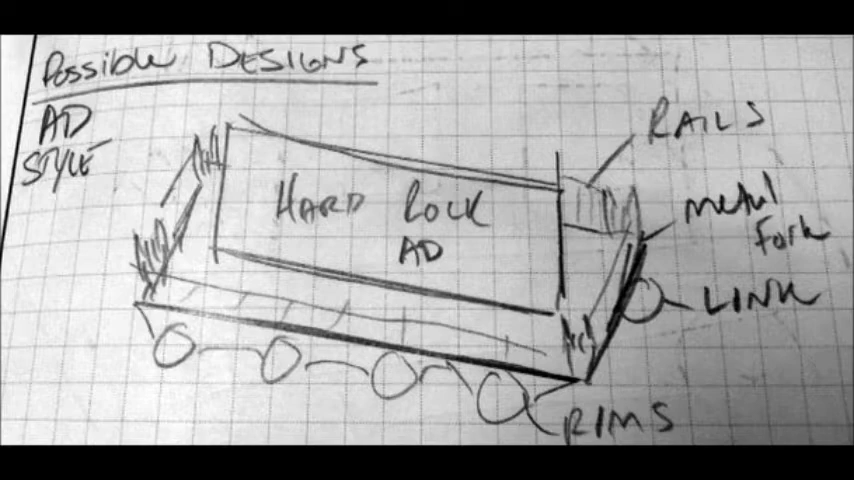 Possible DESIGNS
AD
STYLE
HARD ROCK
AD
RAILS
METAL
FORK
LINK
RIMS